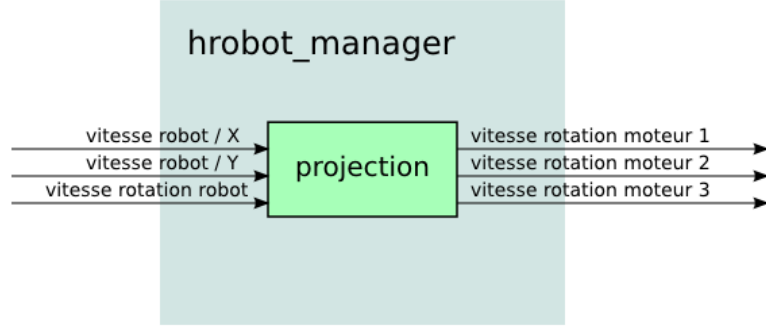 hrobot_manager
vitesse robot / X
vitesse robot / Y
vitesse rotation robot
projection
vitesse rotation moteur 1
vitesse rotation moteur 2
vitesse rotation moteur 3